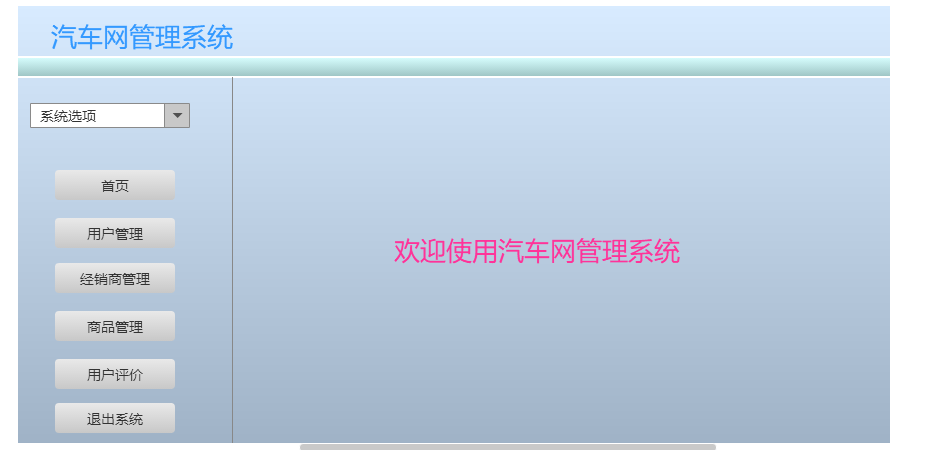 汽车网管理系统
系统选项
首页
用户管理
经销商管理
商品管理
用户评价
退出系统
欢迎使用汽车网管理系统